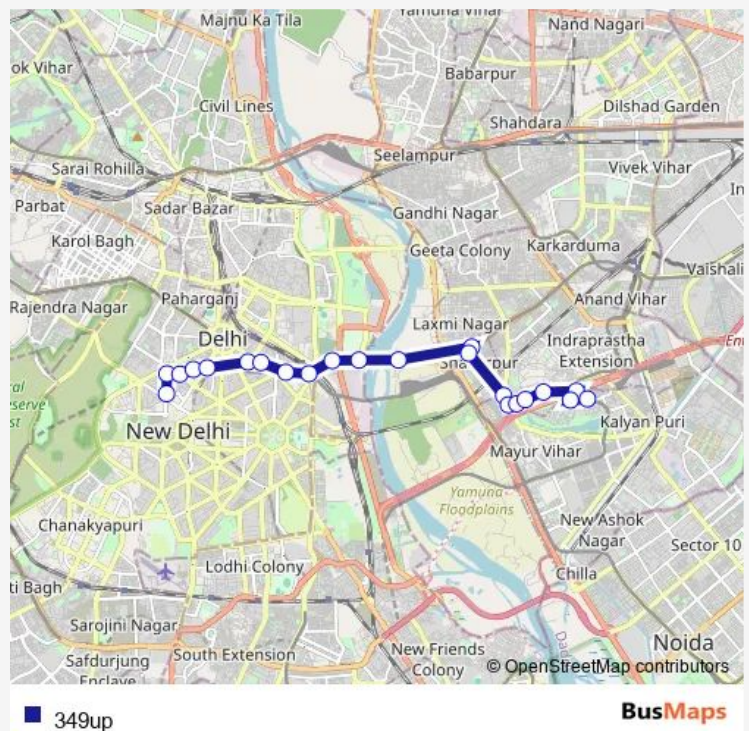 Majnu Ka Tila
Nand Nagari
ok Vihar
Babarpur
Civil Lines
Dilshad Garden
Shahdara
Seelampur
Sarai Rohilla
Vivek Vihar
Parbat
Sadar Bazar
In
Gandhi Nagar
Karol Bagh
Geeta Colony
Karkarduma
Vaishali
Rajendra Nagar
Paharganj
Anand Vihar
Laxmi Nagar
Delhi
Indraprastha
Extension
Ent
New Delhi
Kalyan Puri
Mayur Vihar
Yamuna
Floodplains
Chanakyapuri
New Ashok
Nagar
Sector 10
Lodhi Colony
Chilla
ti Bagh
Sarojini Nagar
South Extension
New Friends
Colony
Noida
Safdurjung
Enclave
© OpenStreetMap contributors
349up
BusMaps